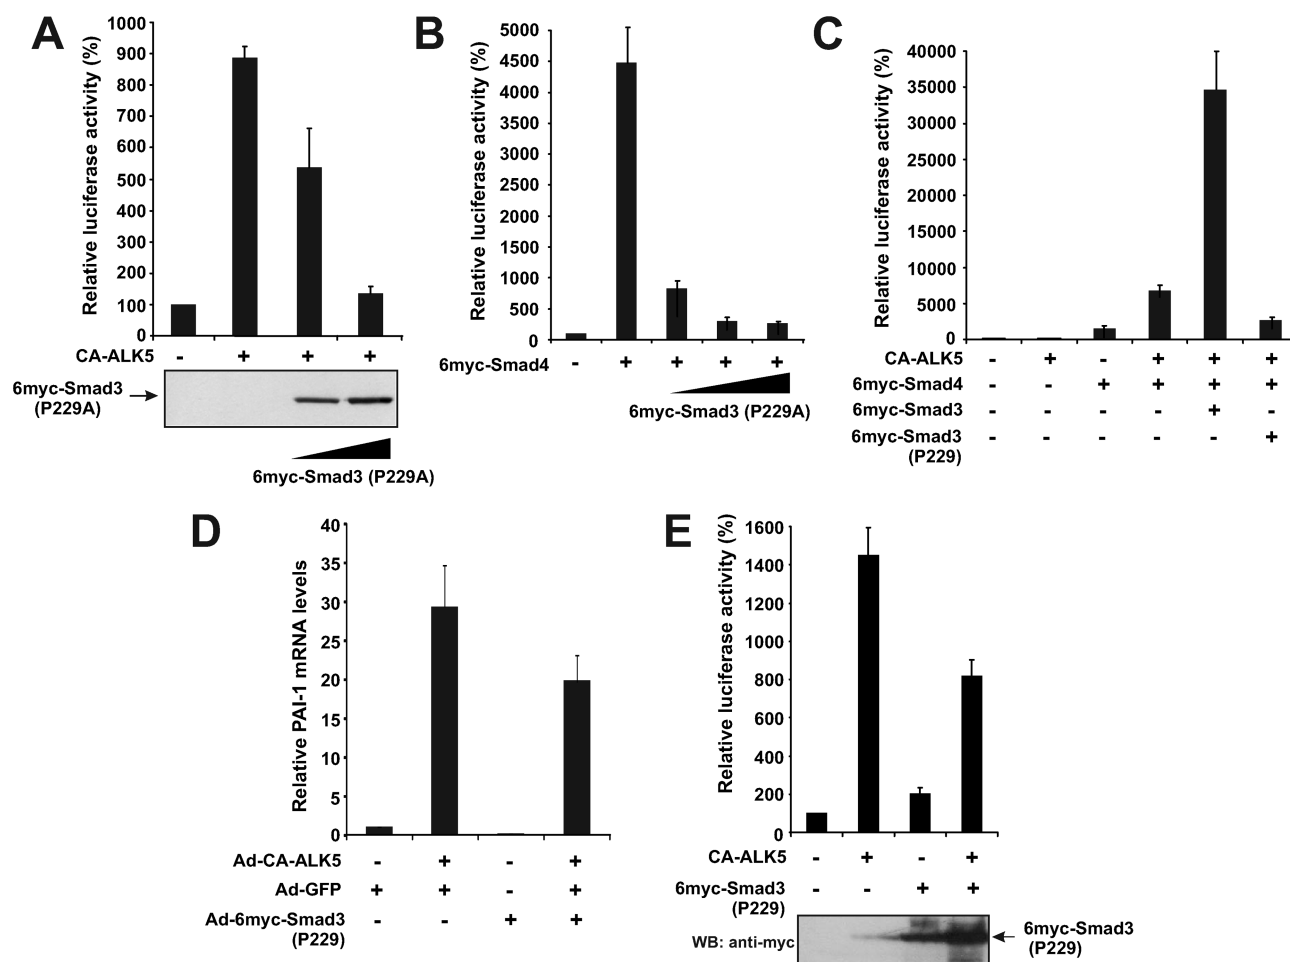 A
Relative luciferase activity (%)
1000
900
800
700
600
500
400
300
200
100
0
CA-ALK5 - + + +
6myc-Smad3
(P229A)
6myc-Smad3 (P229A)
B
Relative luciferase activity (%)
5000
4500
4000
3500
3000
2500
2000
1500
1000
500
0
6myc-Smad4 - + + + +
6myc-Smad3 (P229A)
C
Relative luciferase activity (%)
40000
35000
30000
25000
20000
15000
10000
5000
0
CA-ALK5 - + - + + +
6myc-Smad4 - - + + + +
6myc-Smad3 - - - - + -
6myc-Smad3 - - - - - +
(P229)
D
Relative PAI-1 mRNA levels
40
35
30
25
20
15
10
5
0
Ad-CA-ALK5 - + - +
Ad-GFP + + - +
Ad-6myc-Smad3 - - + +
(P229)
E
Relative luciferase activity (%)
1600
1400
1200
1000
800
600
400
200
0
CA-ALK5 - + - +
6myc-Smad3 - - + +
(P229)
WB: anti-myc
6myc-Smad3
(P229)